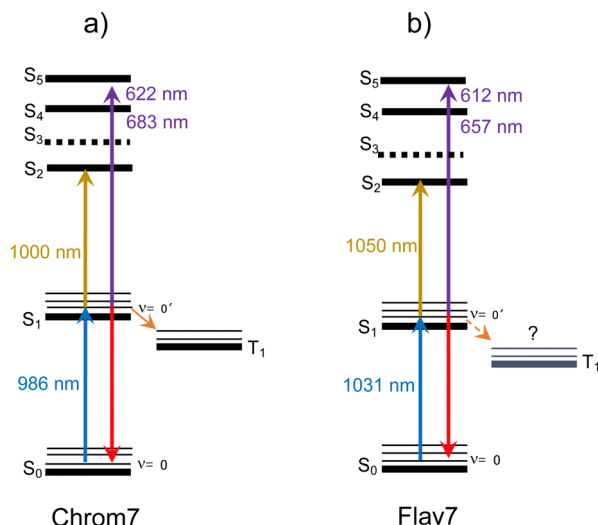 a)
S5
622 nm
S4
683 nm
S3
S2
1000 nm
ν= 0′
S1
T1
986 nm
S0
ν= 0
Chrom7
b)
S5
612 nm
S4
657 nm
S3
S2
1050 nm
ν= 0′
S1
?
T1
1031 nm
S0
ν= 0
Flav7